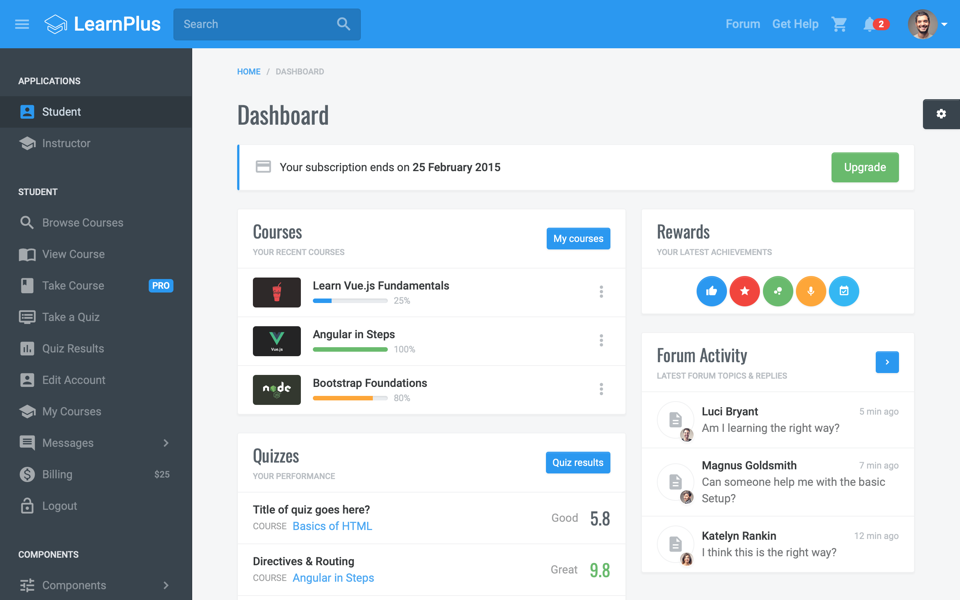 LearnPlus
Search
Forum
Get Help
2
APPLICATIONS
Student
Instructor
STUDENT
Browse Courses
View Course
Take Course
PRO
Take a Quiz
Quiz Results
Edit Account
My Courses
Messages
Billing
$25
Logout
COMPONENTS
Components
HOME / DASHBOARD
Dashboard
Your subscription ends on 25 February 2015
Upgrade
Courses
YOUR RECENT COURSES
My courses
Learn Vue.js Fundamentals
25%
Vue.js
Angular in Steps
100%
node
Bootstrap Foundations
80%
Quizzes
YOUR PERFORMANCE
Quiz results
Title of quiz goes here?
COURSE Basics of HTML
Good 5.8
Directives & Routing
COURSE Angular in Steps
Great 9.8
Rewards
YOUR LATEST ACHIEVEMENTS
Forum Activity
LATEST FORUM TOPICS & REPLIES
Luci Bryant
5 min ago
Am I learning the right way?
Magnus Goldsmith
7 min ago
Can someone help me with the basic
Setup?
Katelyn Rankin
12 min ago
I think this is the right way?